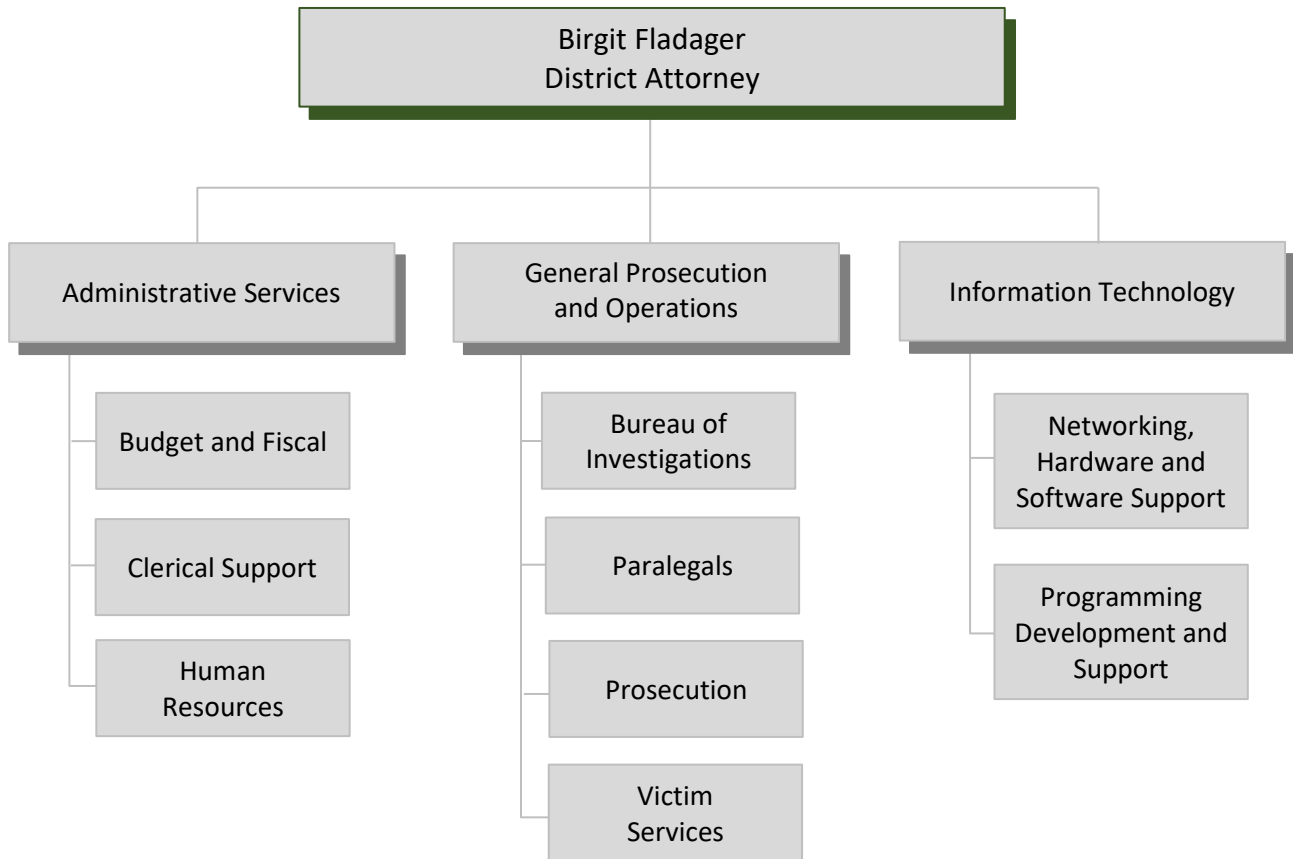 Birgit Fladager
District Attorney
Administrative Services
General Prosecution
and Operations
Information Technology
Budget and Fiscal
Clerical Support
Human
Resources
Bureau of
Investigations
Paralegals
Prosecution
Victim
Services
Networking,
Hardware and
Software Support
Programming
Development and
Support